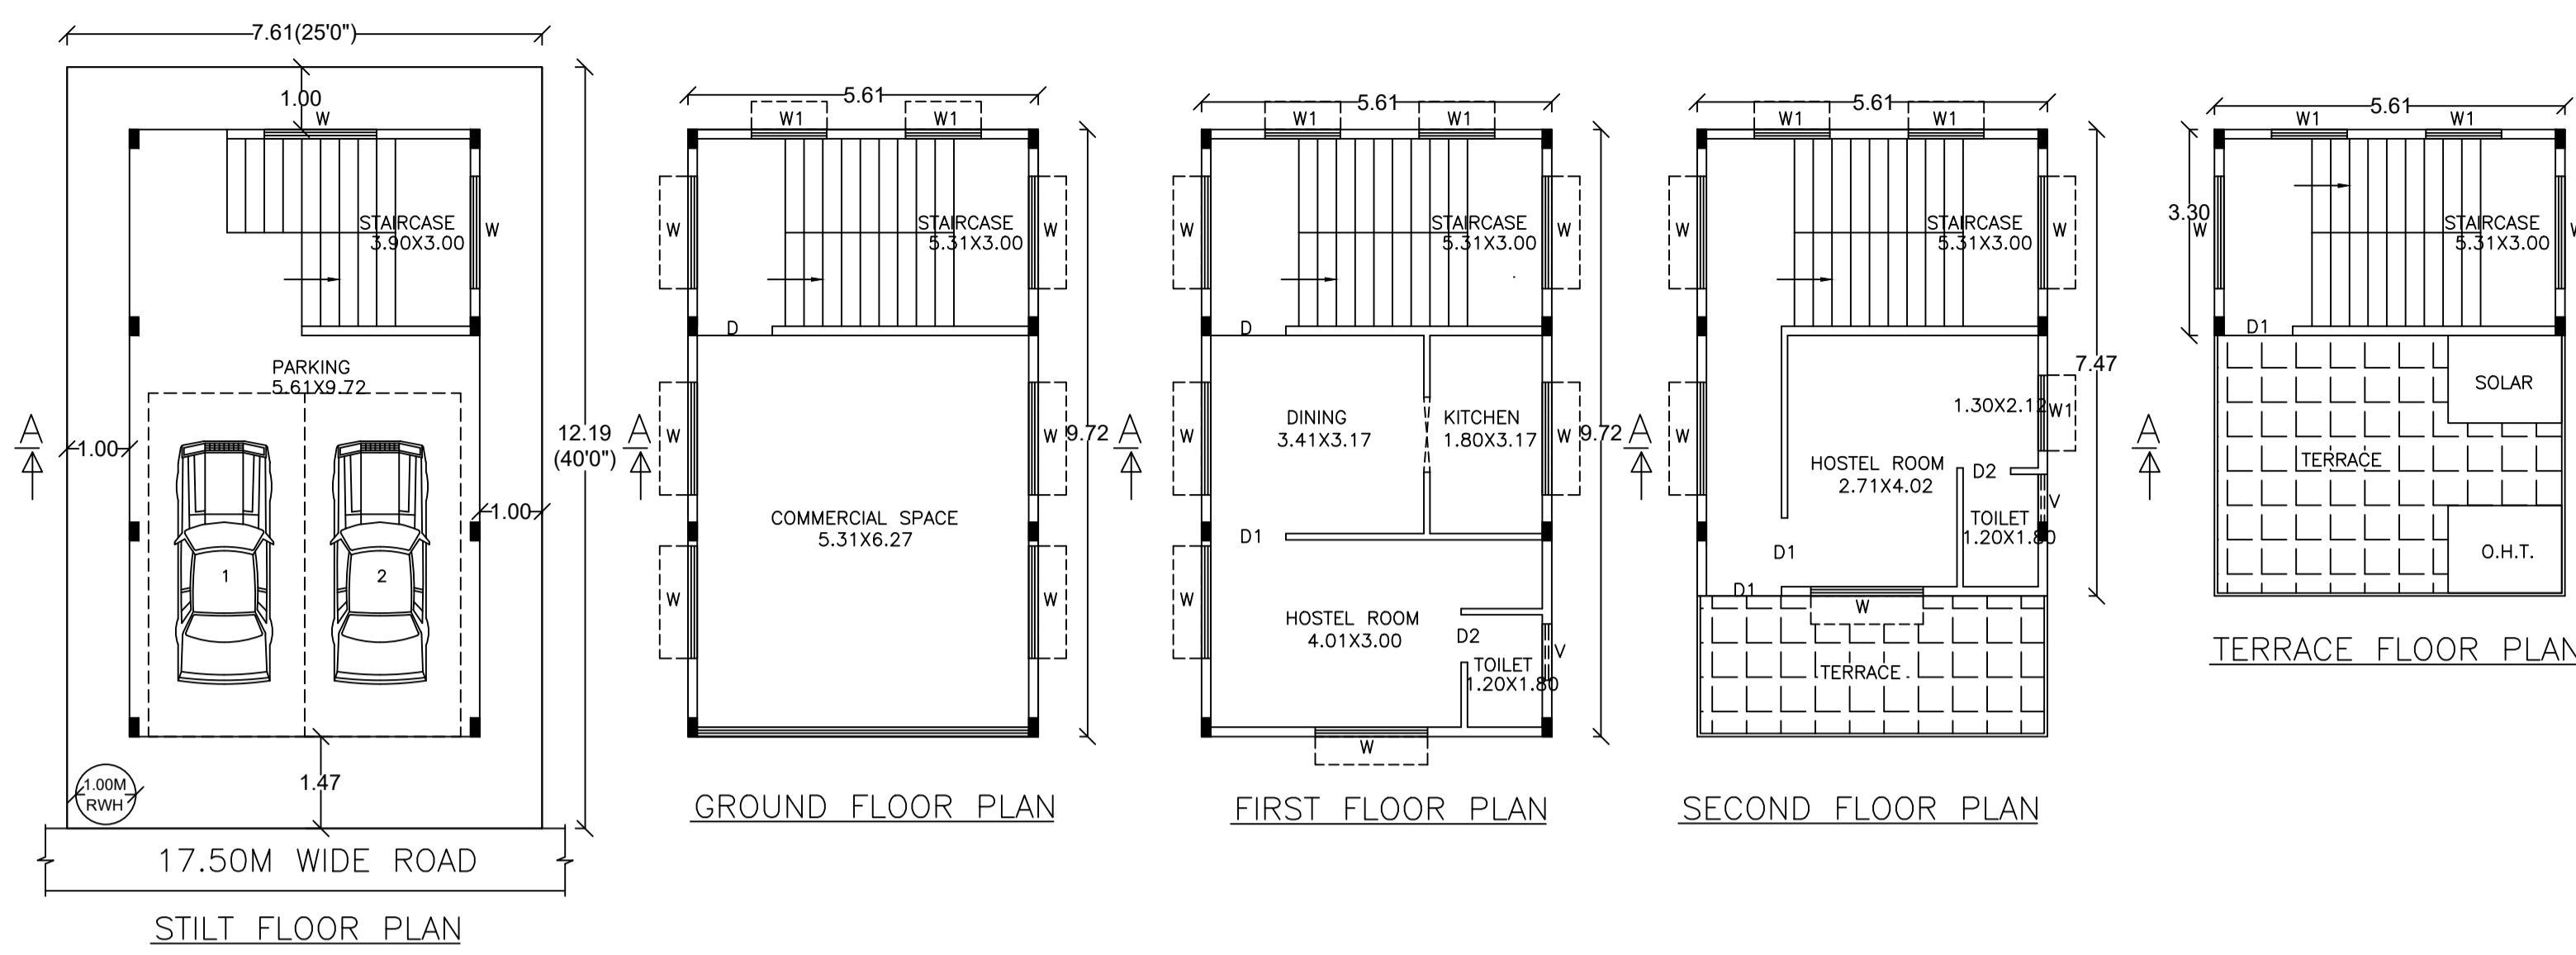 7.61(25'0")
1.00
W
STAIRCASE
3.90X3.00
W
PARKING
5.61X9.72
A
1.00
12.19
(40'0")
1.00
1
2
1.47
1.00M
RWH
17.50M WIDE ROAD
STILT FLOOR PLAN
5.61
W1
W1
STAIRCASE
5.31X3.00
W
W
D
A
W
W
9.72
COMMERCIAL SPACE
5.31X6.27
W
W
GROUND FLOOR PLAN
5.61
W1
W1
STAIRCASE
5.31X3.00
W
W
D
A
DINING
3.41X3.17
KITCHEN
1.80X3.17
W
W
9.72
D1
W
HOSTEL ROOM
4.01X3.00
D2
TOILET
1.20X1.80
V
W
FIRST FLOOR PLAN
5.61
W1
W1
STAIRCASE
5.31X3.00
W
W
7.47
A
W
1.30X2.12
W1
HOSTEL ROOM
2.71X4.02
D2
V
TOILET
1.20X1.80
D1
D1
W
TERRACE
SECOND FLOOR PLAN
5.61
W1
W1
3.30
W
STAIRCASE
5.31X3.00
W
D1
A
SOLAR
TERRACE
O.H.T.
TERRACE FLOOR PLAN